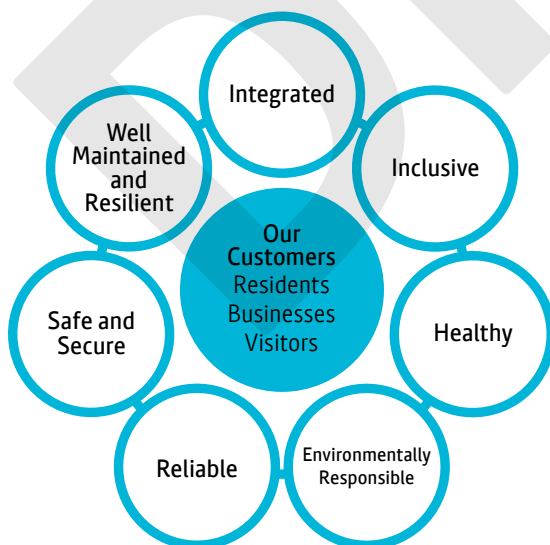 Integrated
Inclusive
Healthy
Environmentally
Responsible
Reliable
Safe and
Secure
Well
Maintained
and
Resilient
Our
Customers
Residents
Businesses
Visitors